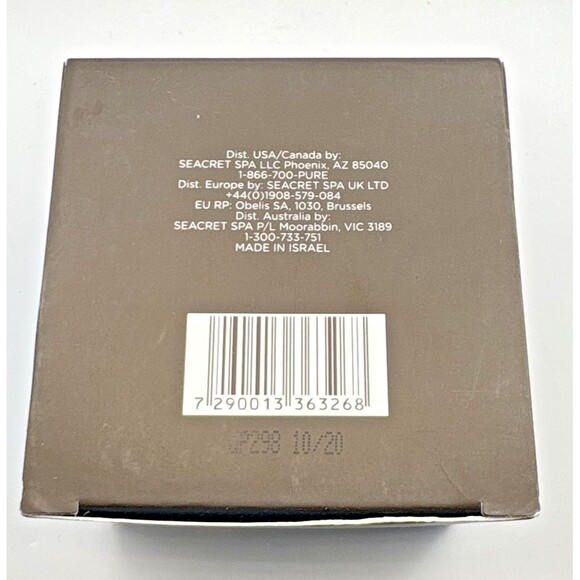 Dist. USA/Canada by:
SEACRET SPA LLC Phoenix, AZ 85040
1-866-700-PURE
Dist. Europe by: SEACRET SPA UK LTD
+44(0)1908-579-084
EU RP: Obelis SA, 1030, Brussels
Dist. Australia by:
SEACRET SPA P/L Moorabbin, VIC 3189
1-300-733-751
MADE IN ISRAEL
7 290013 363268
10/20